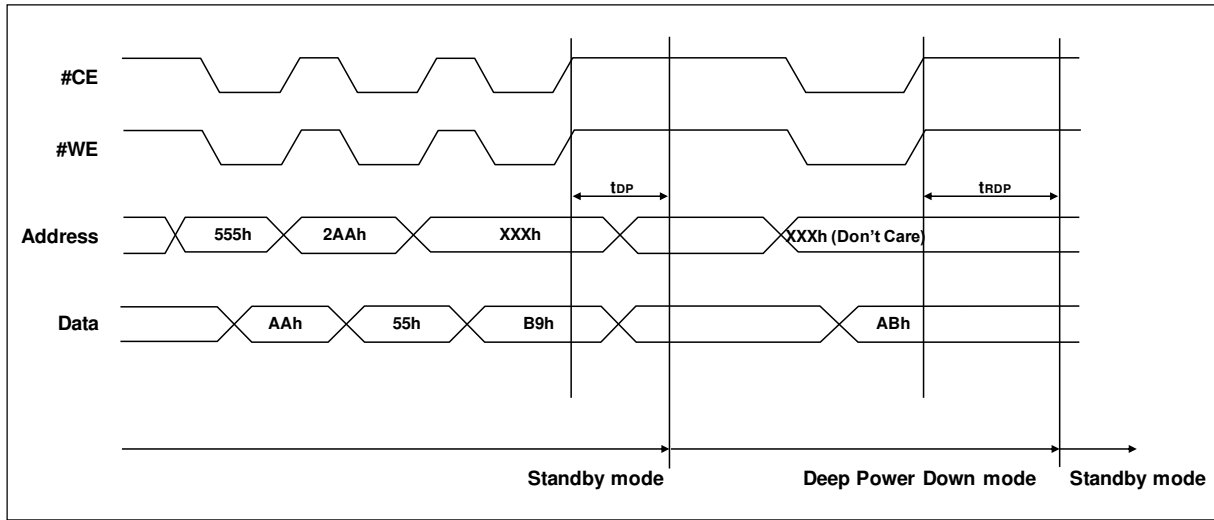 #CE
#WE
tDP
tRDP
Address
555h
2AAh
XXXh
XXXh (Don't Care)
Data
AAh
55h
B9h
ABh
Standby mode
Deep Power Down mode
Standby mode